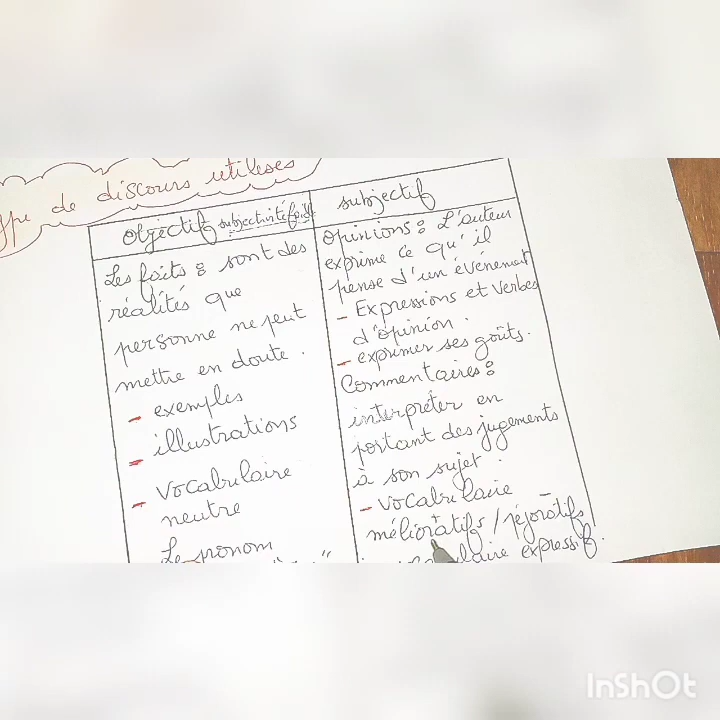 type de discours utilisés
objectif subjectivité
Les faits : sont des
réalités que
personne ne peut
mettre en doute .
- exemples
- illustrations
- vocabulaire
neutre
Le pronom
subjectif
opinions : L'auteur
exprime ce qu'il
pense d'un événement
- Expressions et verbes
d'opinion .
- exprimer ses goûts .
Commentaires :
interpréter en
portant des jugements
à son sujet .
- vocabulaire
mélioratifs / péjoratifs
expressif .
InShOt